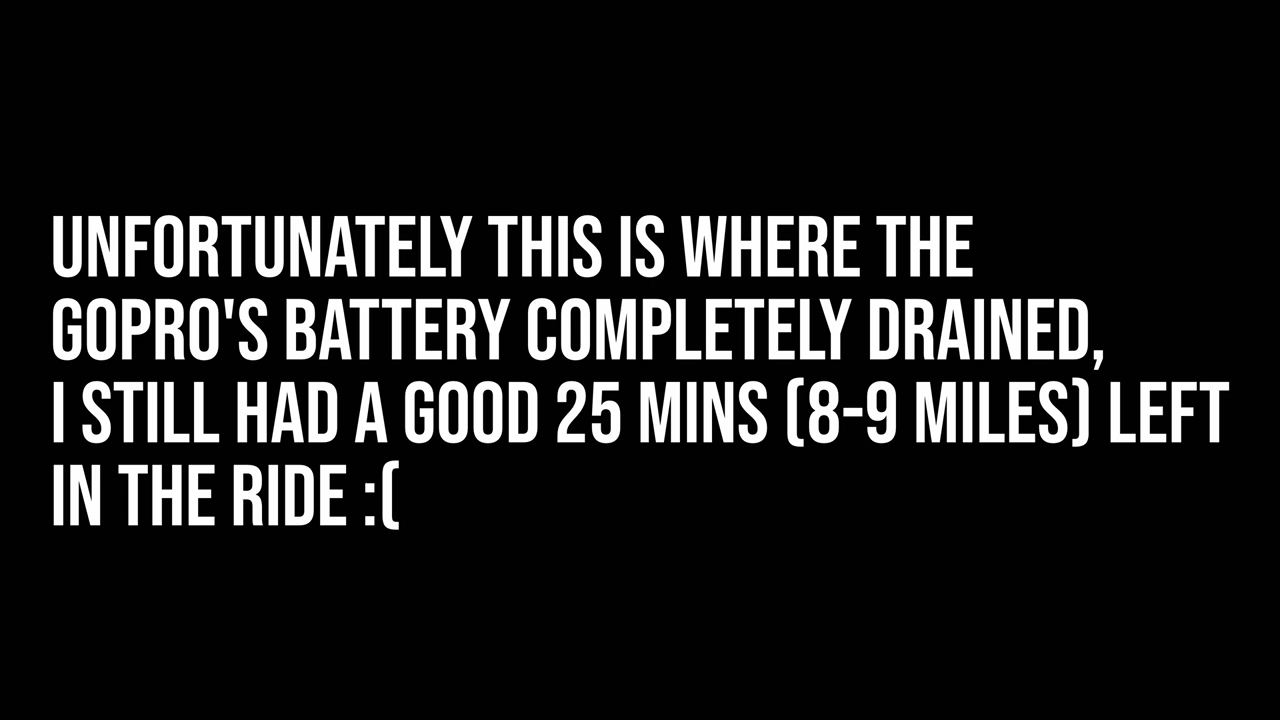 UNFORTUNATELY THIS IS WHERE THE
GOPRO'S BATTERY COMPLETELY DRAINED,
I STILL HAD A GOOD 25 MINS (8-9 MILES) LEFT
IN THE RIDE :(